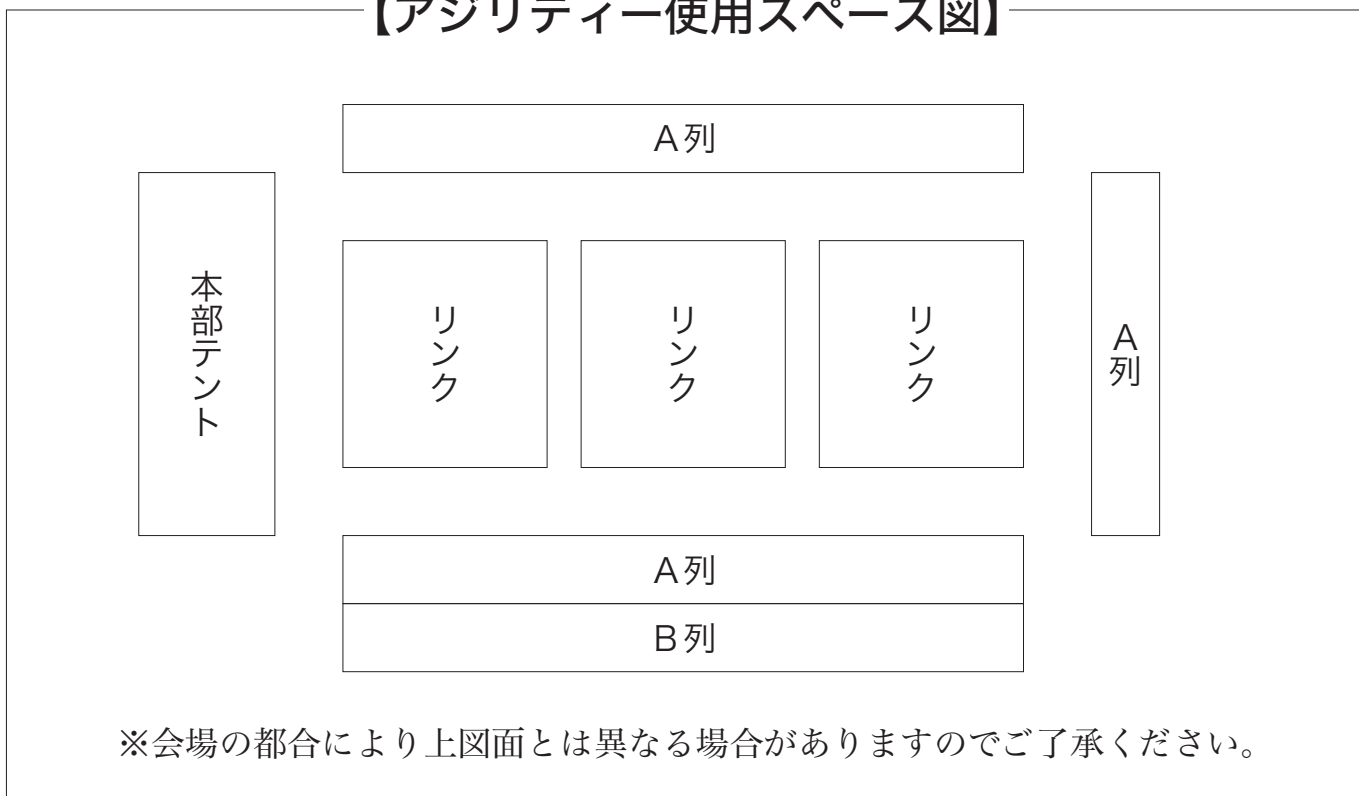 【アジリティー使用スペース図】
A列
本部テント
リンク
リンク
リンク
A列
A列
B列
※会場の都合により上図面とは異なる場合がありますのでご了承ください。